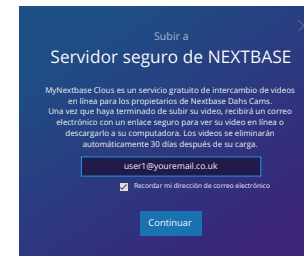 Subir a
Servidor seguro de NEXTBASE
MyNextbase Clous es un servicio gratuito de intercambio de videos
en línea para los propietarios de Nextbase Dahs Cams.
Una vez que haya terminado de subir su video, recibirá un correo
electrónico con un enlace seguro para ver su video en línea o
descargarlo a su computadora. Los videos se eliminarán
automáticamente 30 días después de su carga.
user1@youremail.co.uk
Recordar mi dirección de correo electrónico
Continuar